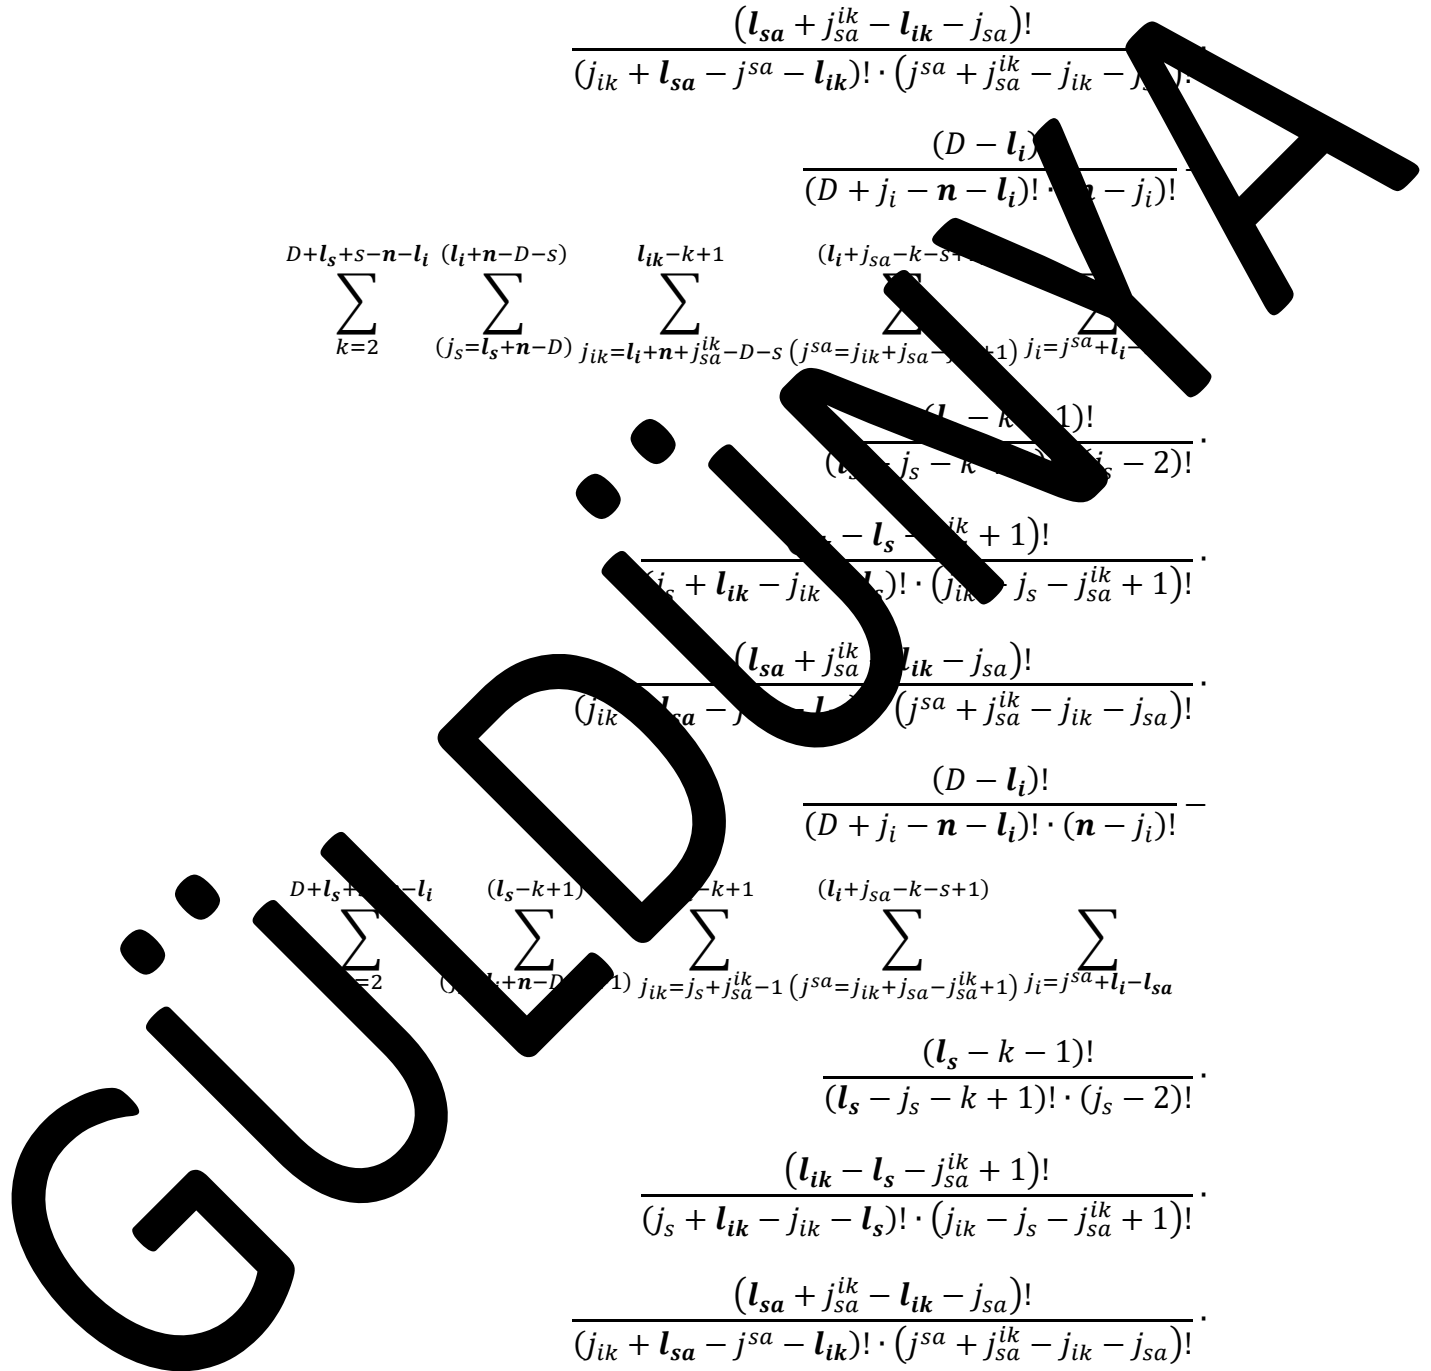 (l_sa + j_sa^ik − l_ik − j_sa)!
(j_ik + l_sa − j^sa − l_ik)! · (j^sa + j_sa^ik − j_ik − j )! ·
(D − l_i)
(D + j_i − n − l_i)! · − j_i)! −
D+l_s+s−n−l_i (l_i+n−D−s) l_ik−k+1 (l_i+j_sa−k−s+
∑ ∑ ∑ ∑ ∑
k=2 (j_s=l_s+n−D) j_ik=l_i+n+j_sa^ik−D−s (j^sa=j_ik+j_sa− +1) j_i=j^sa+l_i−
− k 1)!
j_s − k − 2)! ·
− l_s ^ik + 1)!
j_s + l_ik − j_ik )! · (j_ik j_s − j_sa^ik + 1)! ·
(l_sa + j_sa^ik l_ik − j_sa)!
(j_ik − (j^sa + j_sa^ik − j_ik − j_sa)! ·
(D − l_i)!
(D + j_i − n − l_i)! · (n − j_i)! −
D+l_s+ −l_i (l_s−k+1) −k+1 (l_i+j_sa−k−s+1)
∑ ∑ ∑ ∑ ∑
=2 +n−D 1) j_ik=j_s+j_sa^ik−1 (j^sa=j_ik+j_sa−j_sa^ik+1) j_i=j^sa+l_i−l_sa
(l_s − k − 1)!
(l_s − j_s − k + 1)! · (j_s − 2)! ·
(l_ik − l_s − j_sa^ik + 1)!
(j_s + l_ik − j_ik − l_s)! · (j_ik − j_s − j_sa^ik + 1)! ·
(l_sa + j_sa^ik − l_ik − j_sa)!
(j_ik + l_sa − j^sa − l_ik)! · (j^sa + j_sa^ik − j_ik − j_sa)! ·
GÜLDÜNYA